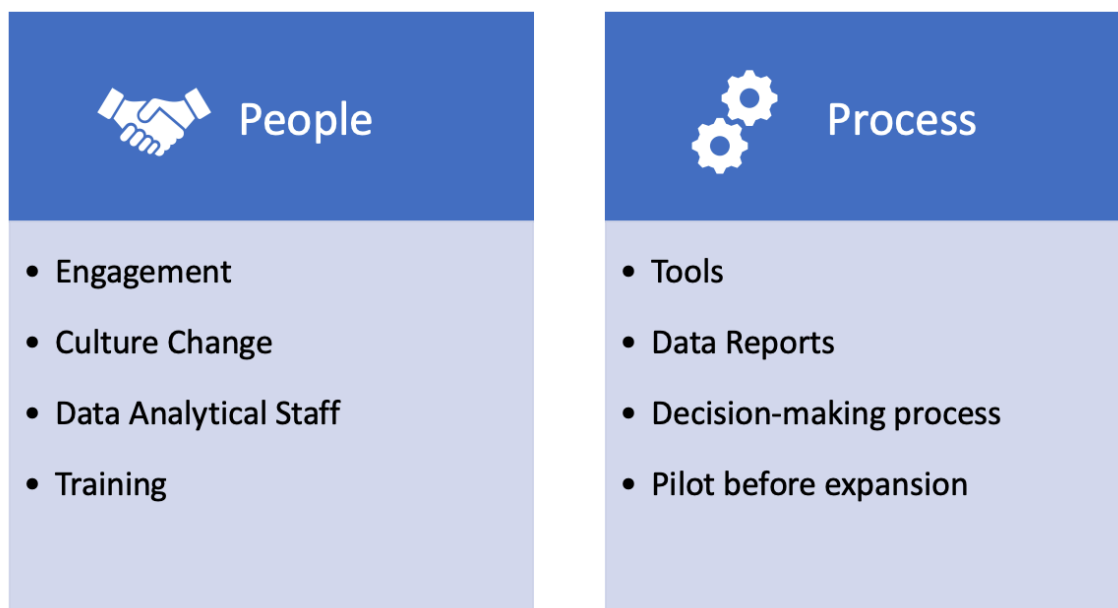 People
• Engagement
• Culture Change
• Data Analytical Staff
• Training
Process
• Tools
• Data Reports
• Decision-making process
• Pilot before expansion